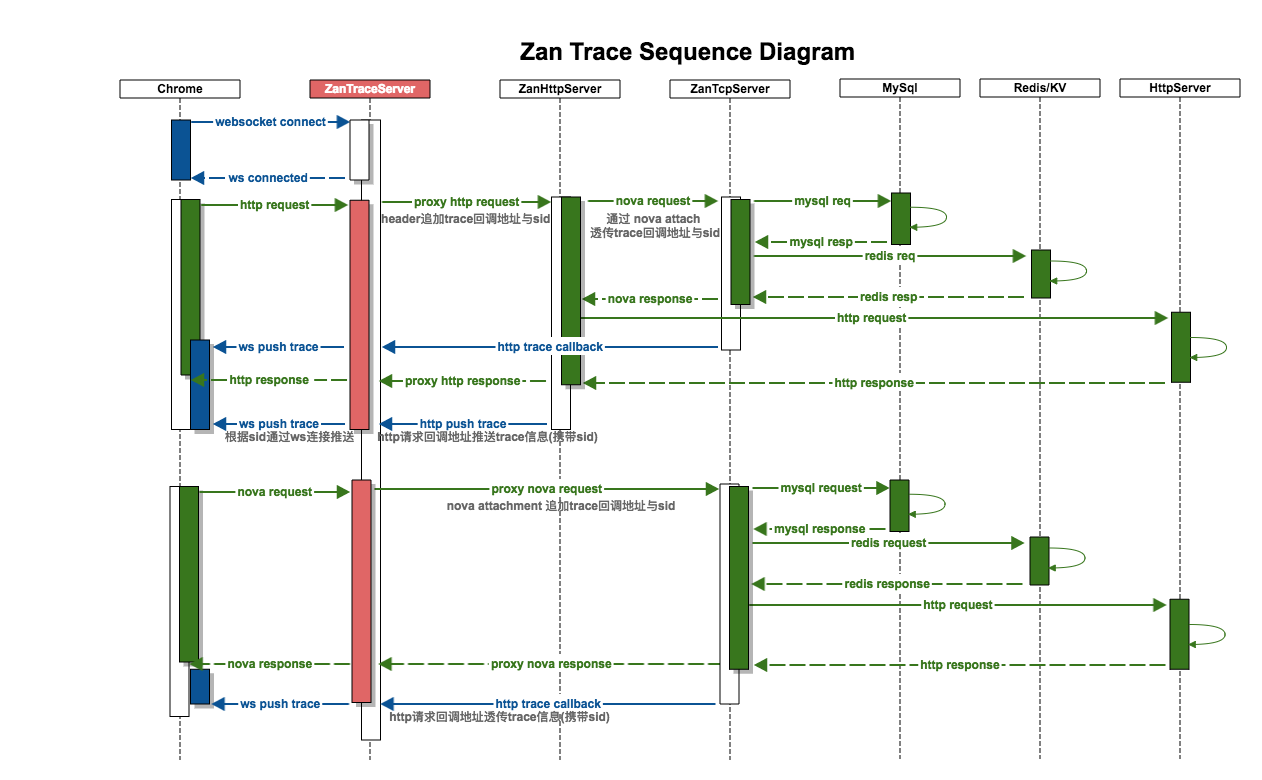 Zan Trace Sequence Diagram
Chrome
ZanTraceServer
ZanHttpServer
ZanTcpServer
MySql
Redis/KV
HttpServer
websocket connect
ws connected
http request
proxy http request
header追加trace回调地址与sid
nova request
通过 nova attach
透传trace回调地址与sid
mysql req
mysql resp
redis req
redis resp
nova response
http request
ws push trace
http trace callback
http response
proxy http response
http response
ws push trace
http push trace
根据sid通过ws连接推送
http请求回调地址推送trace信息(携带sid)
nova request
proxy nova request
nova attachment 追加trace回调地址与sid
mysql request
mysql response
redis request
redis response
http request
nova response
proxy nova response
http response
ws push trace
http trace callback
http请求回调地址透传trace信息(携带sid)